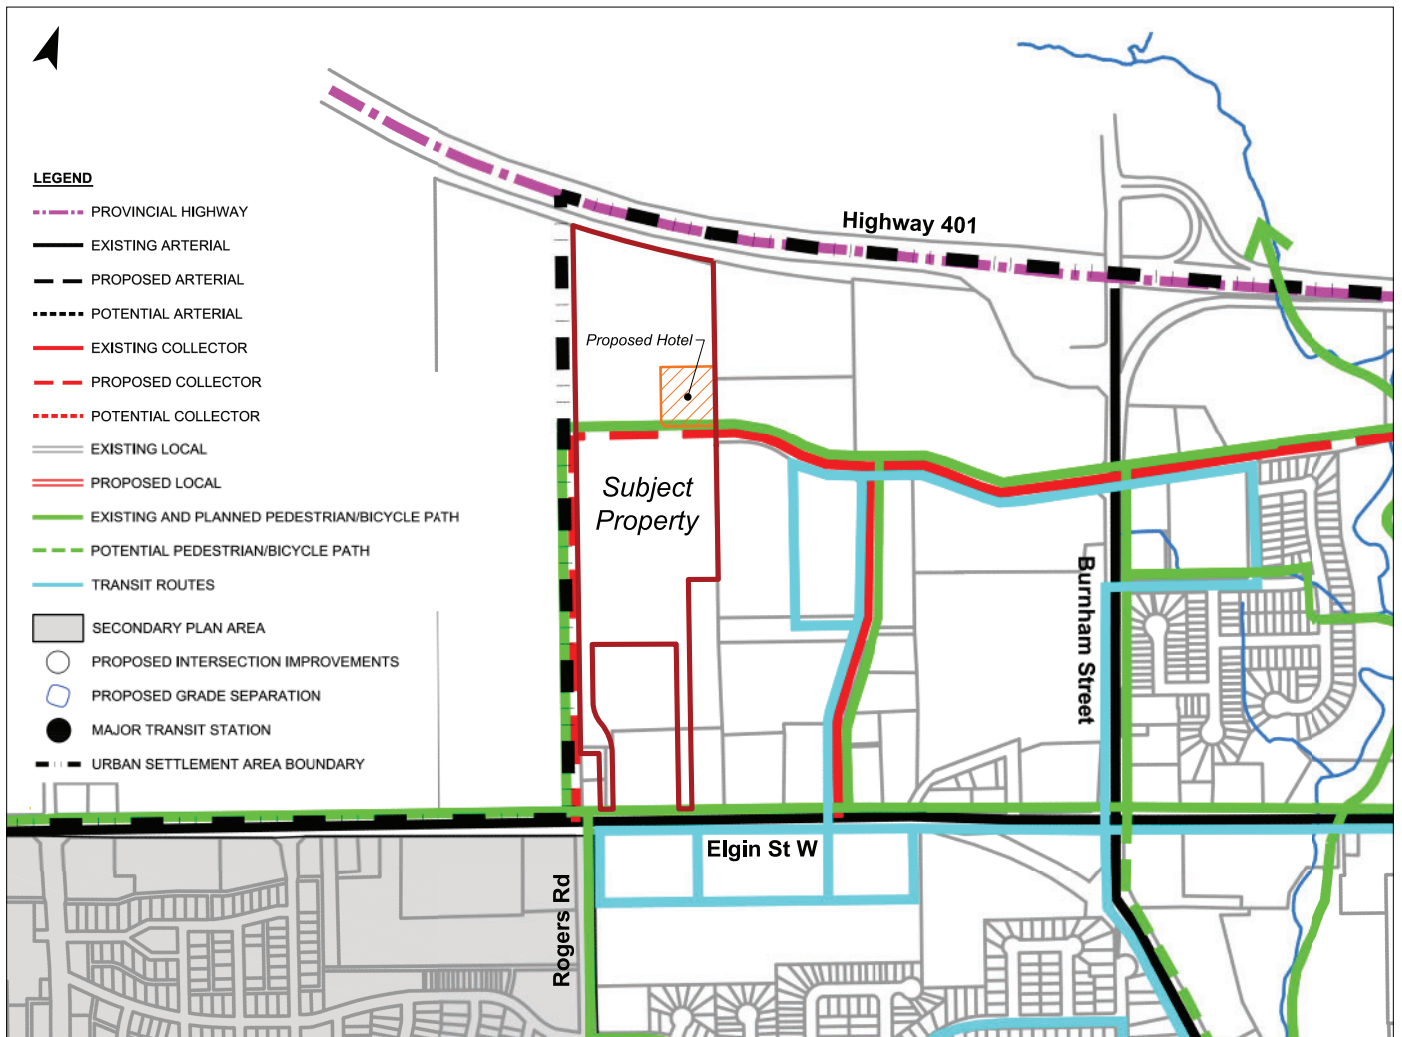 LEGEND
PROVINCIAL HIGHWAY
EXISTING ARTERIAL
PROPOSED ARTERIAL
POTENTIAL ARTERIAL
EXISTING COLLECTOR
PROPOSED COLLECTOR
POTENTIAL COLLECTOR
EXISTING LOCAL
PROPOSED LOCAL
EXISTING AND PLANNED PEDESTRIAN/BICYCLE PATH
POTENTIAL PEDESTRIAN/BICYCLE PATH
TRANSIT ROUTES
SECONDARY PLAN AREA
PROPOSED INTERSECTION IMPROVEMENTS
PROPOSED GRADE SEPARATION
MAJOR TRANSIT STATION
URBAN SETTLEMENT AREA BOUNDARY
Highway 401
Proposed Hotel
Subject
Property
Burnham Street
Elgin St W
Rogers Rd